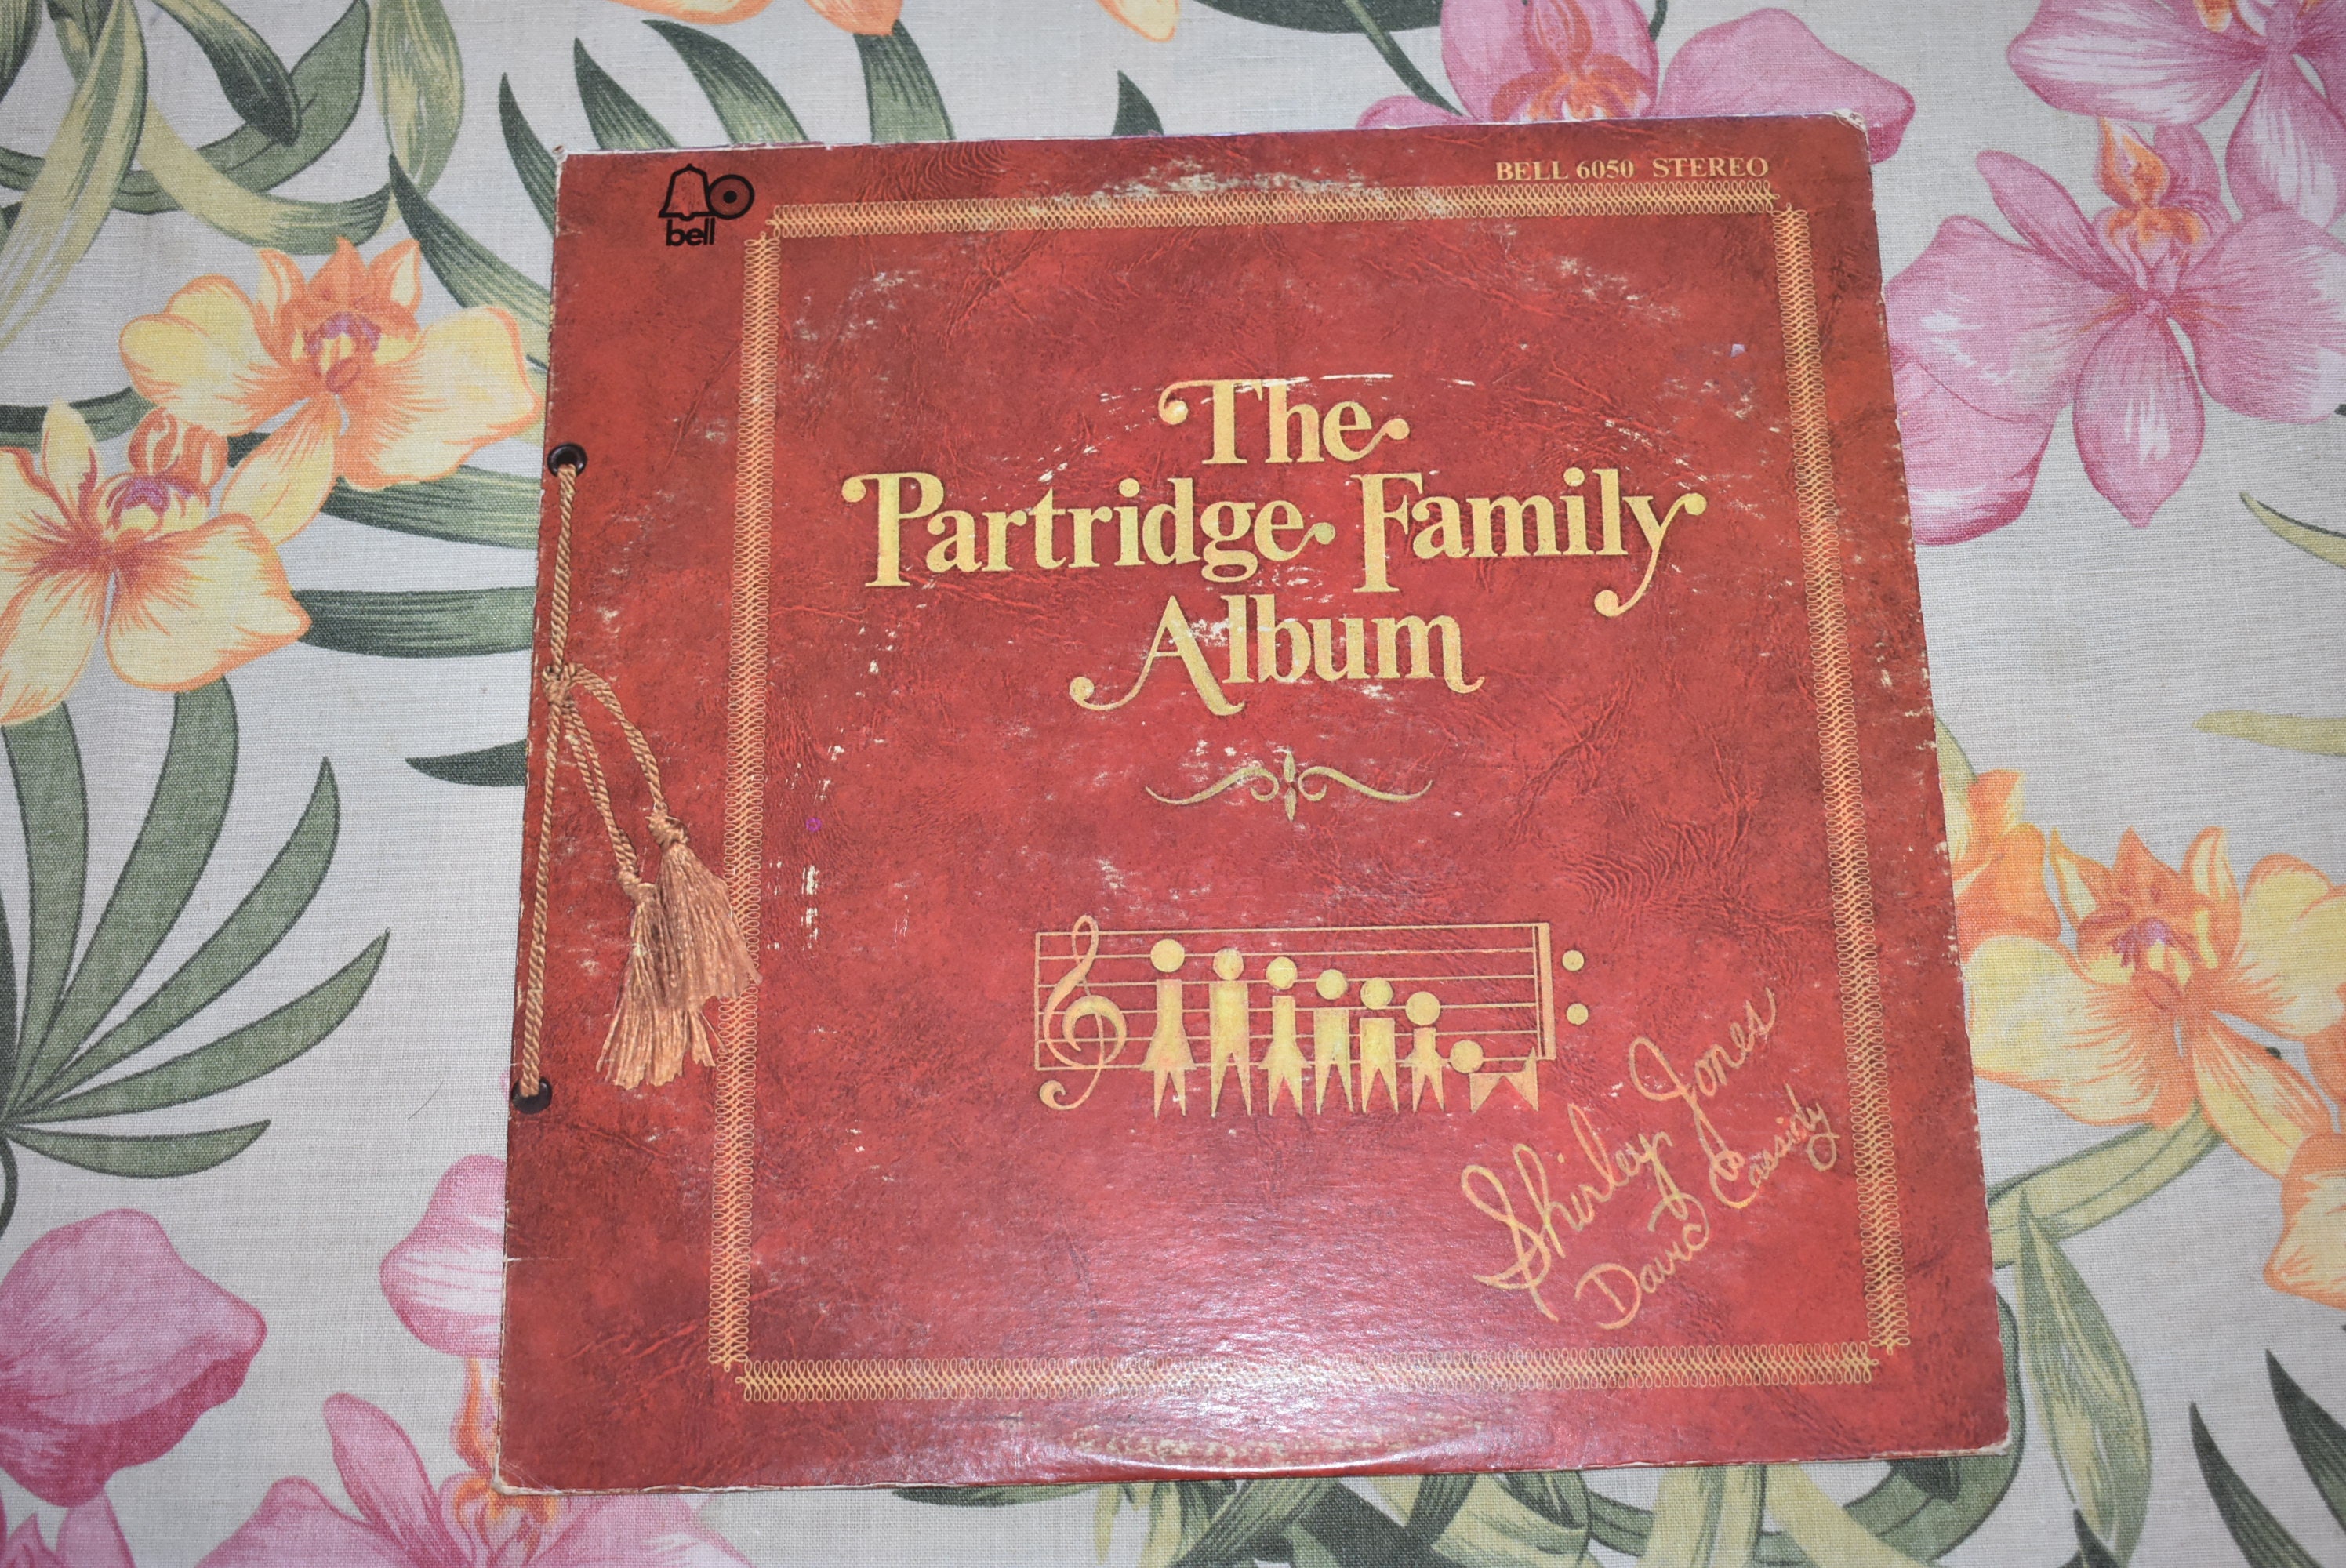 bell
BELL 6050 STEREO
The
Partridge Family
Album
Shirley Jones
David Cassidy